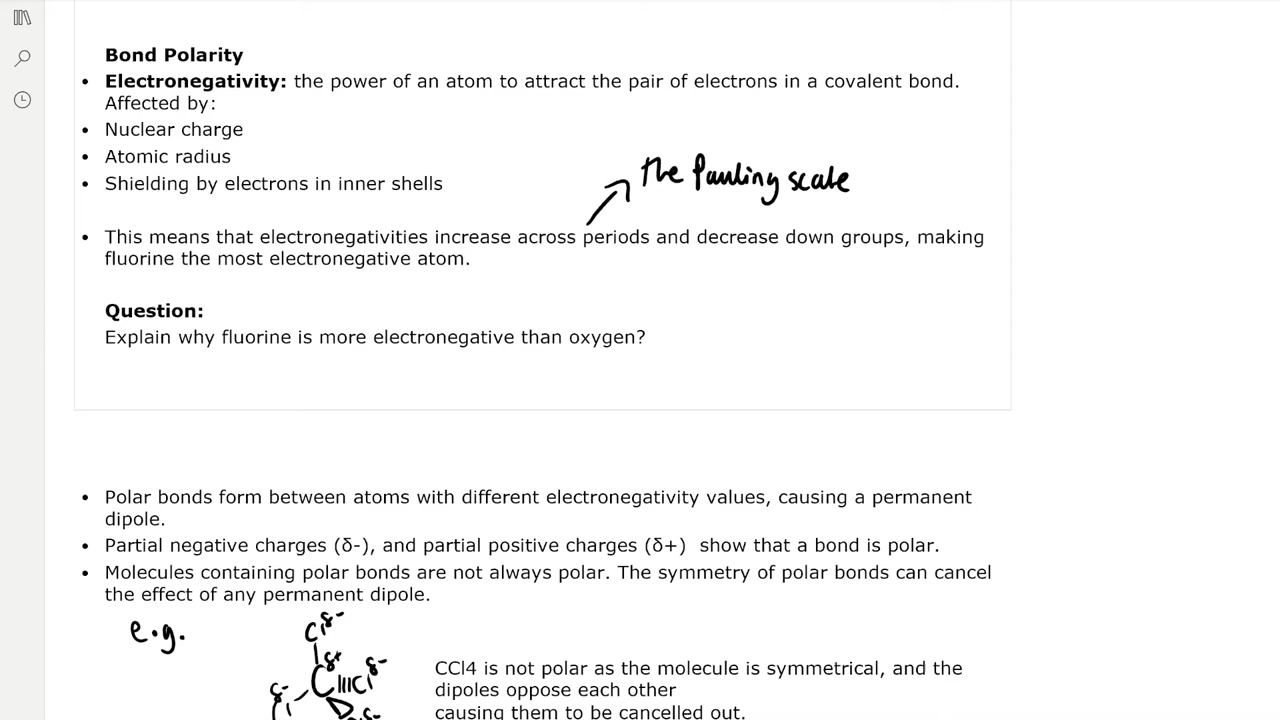 Bond Polarity
• Electronegativity: the power of an atom to attract the pair of electrons in a covalent bond.
Affected by:
• Nuclear charge
• Atomic radius
• Shielding by electrons in inner shells
the Pauling scale
• This means that electronegativities increase across periods and decrease down groups, making
fluorine the most electronegative atom.
Question:
Explain why fluorine is more electronegative than oxygen?
• Polar bonds form between atoms with different electronegativity values, causing a permanent
dipole.
• Partial negative charges (δ-), and partial positive charges (δ+) show that a bond is polar.
• Molecules containing polar bonds are not always polar. The symmetry of polar bonds can cancel
the effect of any permanent dipole.
e.g.
Cl δ-
δ+
C Cl δ-
δ-
δ-
CCl4 is not polar as the molecule is symmetrical, and the
dipoles oppose each other
causing them to be cancelled out.